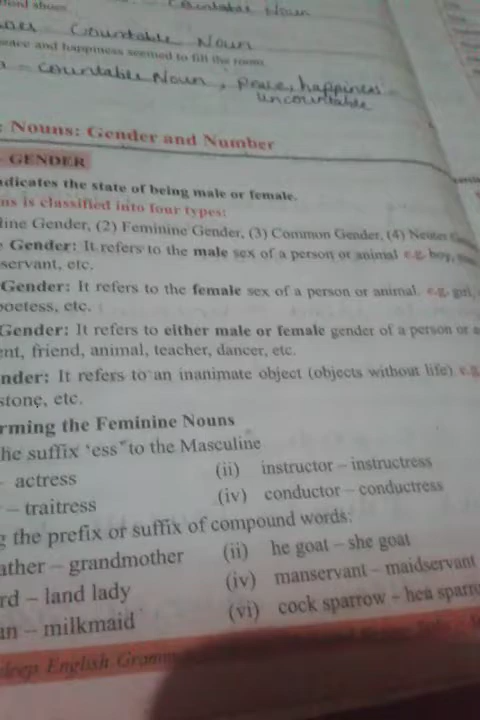 ford shoes. - Countable Noun
Countable Noun
and happiness seemed to fill the room
- Countable Noun, Peace, happiness -
uncountable
: Nouns: Gender and Number
GENDER
ndicates the state of being male or female.
ns is classified into four types:
line Gender, (2) Feminine Gender, (3) Common Gender, (4) Neuter
Gender: It refers to the male sex of a person or animal e.g. boy,
servant, etc.
Gender: It refers to the female sex of a person or animal. e.g. girl,
poetess, etc.
Gender: It refers to either male or female gender of a person or a
ent, friend, animal, teacher, dancer, etc.
nder: It refers to an inanimate object (objects without life) e.g.
stone, etc.
rming the Feminine Nouns
he suffix 'ess' to the Masculine
- actress (ii) instructor – instructress
– traitress (iv) conductor – conductress
g the prefix or suffix of compound words:
ather – grandmother (ii) he goat – she goat
rd – land lady (iv) manservant – maidservant
an – milkmaid (vi) cock sparrow – hen sparro
deep English Gramm